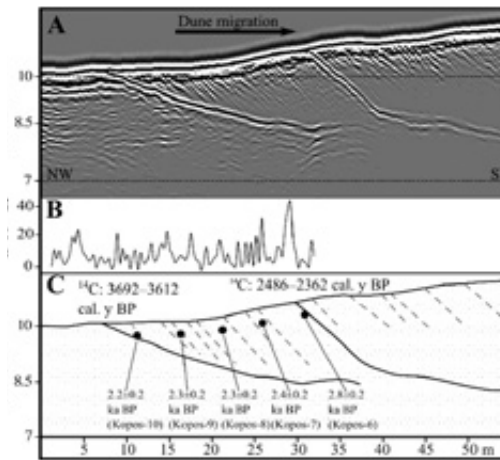 A
Dune migration
10
8.5
7
NW
S
B
40
20
0
C
¹⁴C: 3692–3612
cal. y BP
¹⁴C: 2486–2362 cal. y BP
10
8.5
7
2.2±0.2 2.3±0.2 2.3±0.2 2.4±0.2 2.8±0.2
ka BP ka BP ka BP ka BP ka BP
(Kopos-10) (Kopos-9) (Kopos-8) (Kopos-7) (Kopos-6)
5 10 15 20 25 30 35 40 45 50 m